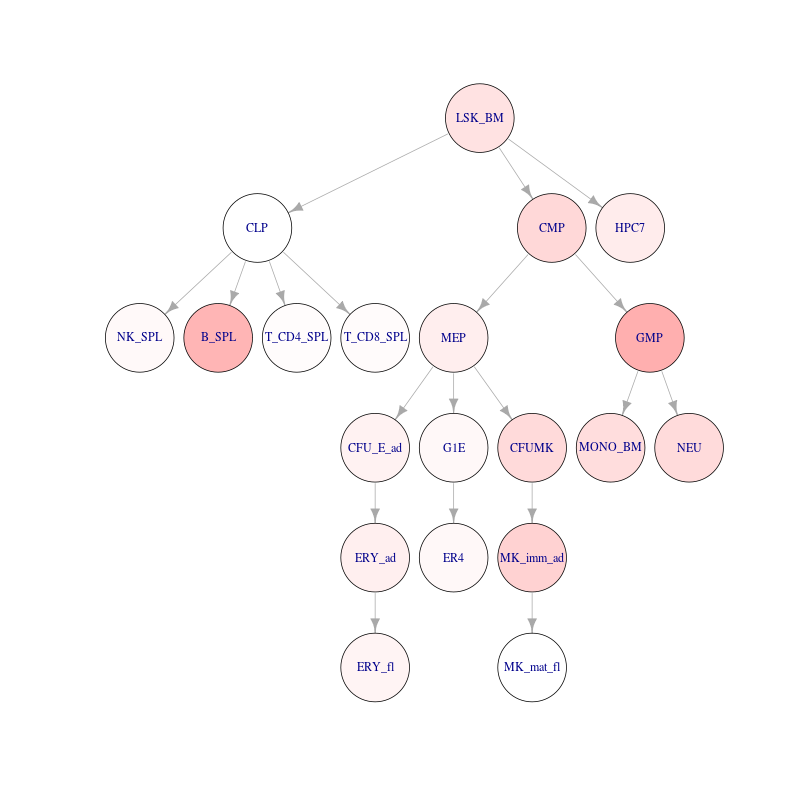 LSK_BM
CLP
CMP
HPC7
NK_SPL
B_SPL
T_CD4_SPL
T_CD8_SPL
MEP
GMP
CFU_E_ad
G1E
CFUMK
MONO_BM
NEU
ERY_ad
ER4
MK_imm_ad
ERY_fl
MK_mat_fl